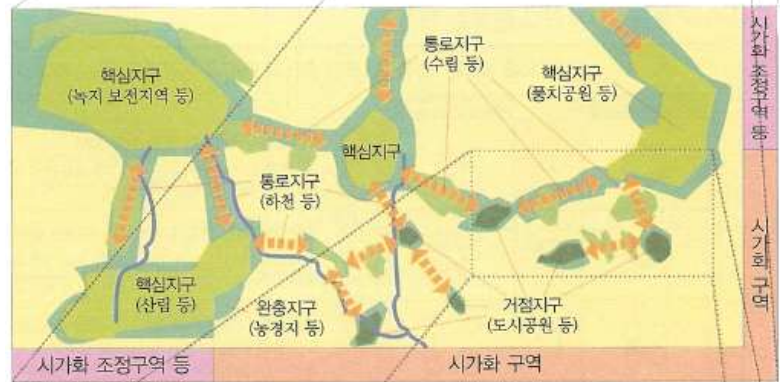 핵심지구
(녹지 보전지역 등)
통로지구
(수림 등)
핵심지구
(풍치공원 등)
시가화 조정구역 등
핵심지구
통로지구
(하천 등)
시가화 구역
핵심지구
(산림 등)
완충지구
(농경지 등)
거점지구
(도시공원 등)
시가화 조정구역 등
시가화 구역